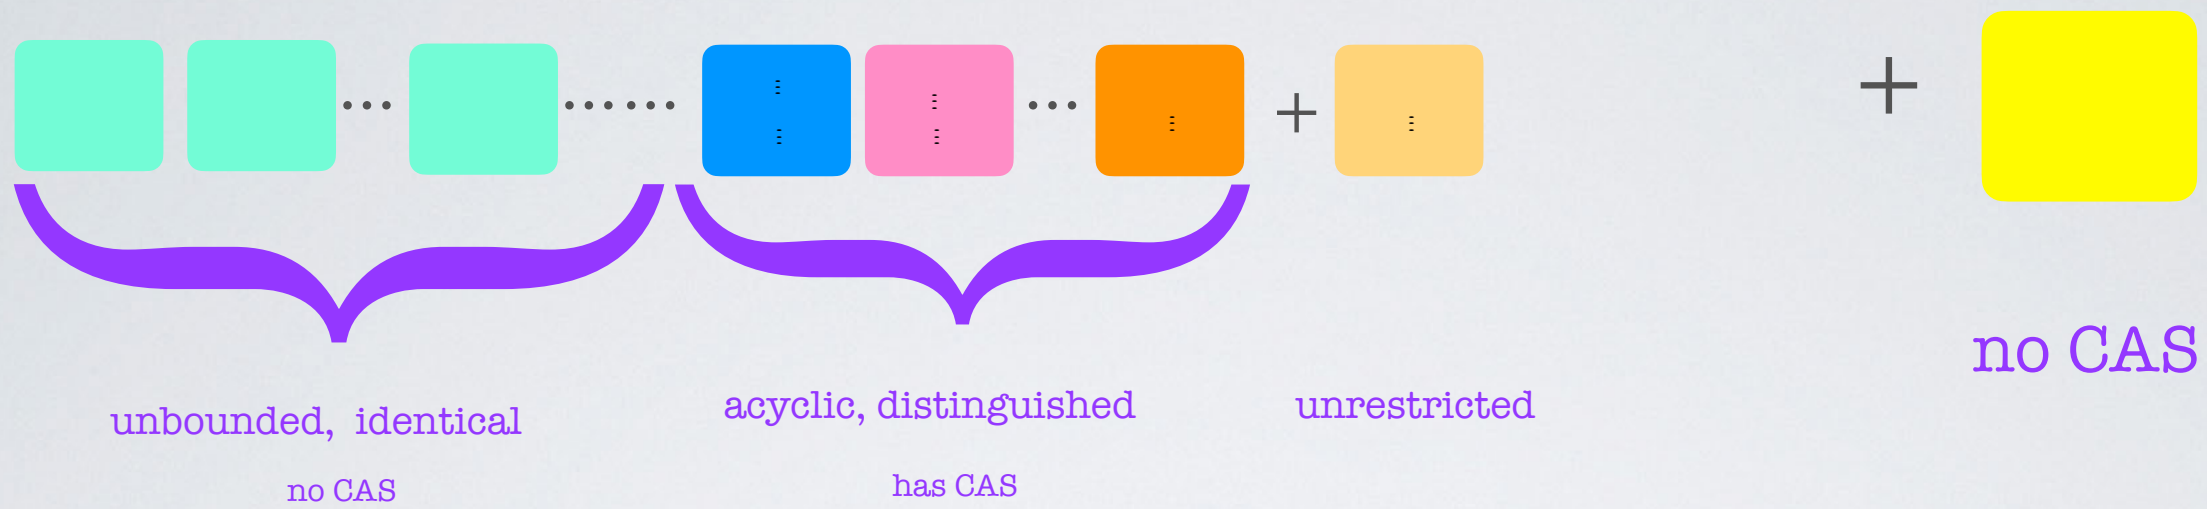 acyclic, distinguished
unrestricted
unbounded,  identical
has CAS
no CAS
no CAS